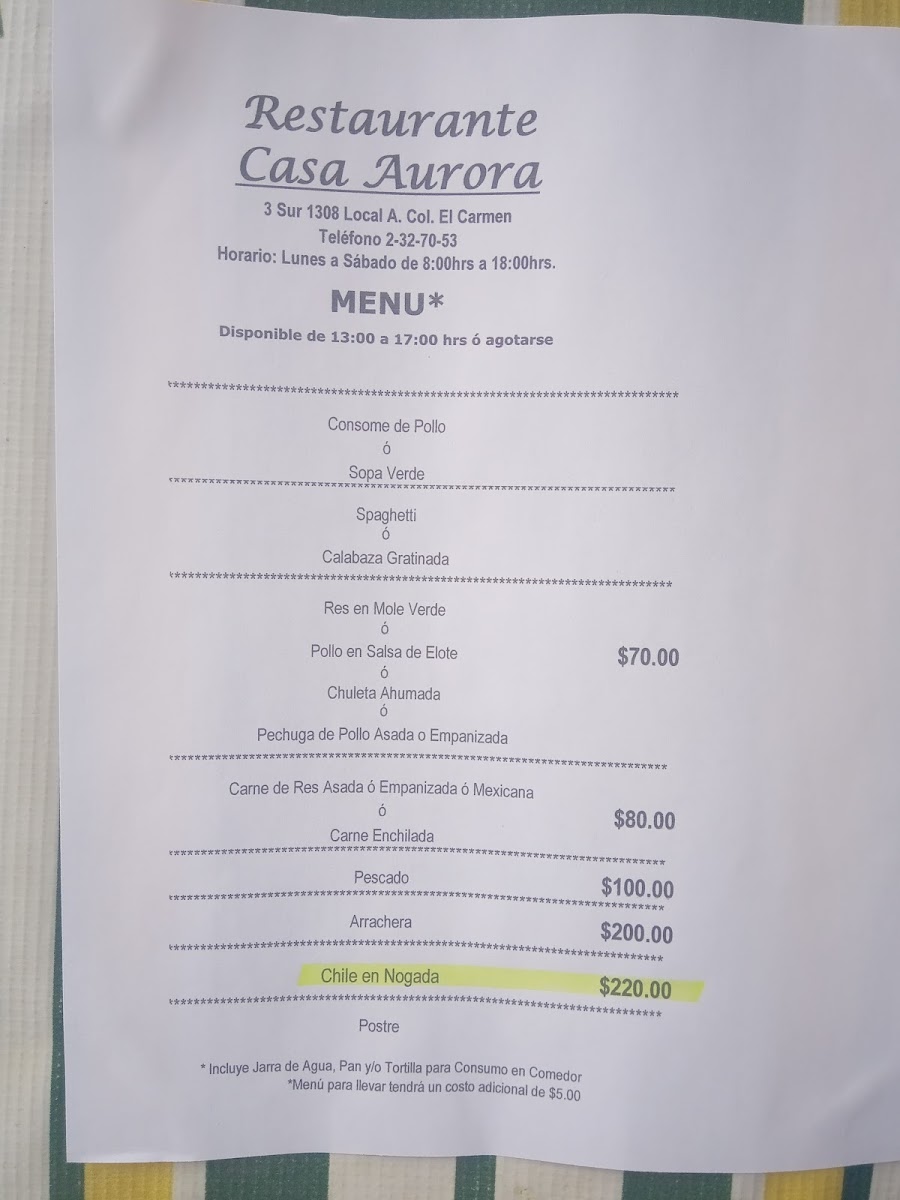 Restaurante
Casa Aurora
3 Sur 1308 Local A. Col. El Carmen
Teléfono 2-32-70-53
Horario: Lunes a Sábado de 8:00hrs a 18:00hrs.
MENU*
Disponible de 13:00 a 17:00 hrs ó agotarse
Consome de Pollo
ó
Sopa Verde
Spaghetti
ó
Calabaza Gratinada
Res en Mole Verde
ó
Pollo en Salsa de Elote $70.00
ó
Chuleta Ahumada
ó
Pechuga de Pollo Asada o Empanizada
Carne de Res Asada ó Empanizada ó Mexicana
ó $80.00
Carne Enchilada
Pescado $100.00
Arrachera $200.00
Chile en Nogada $220.00
Postre
* Incluye Jarra de Agua, Pan y/o Tortilla para Consumo en Comedor
*Menú para llevar tendrá un costo adicional de $5.00